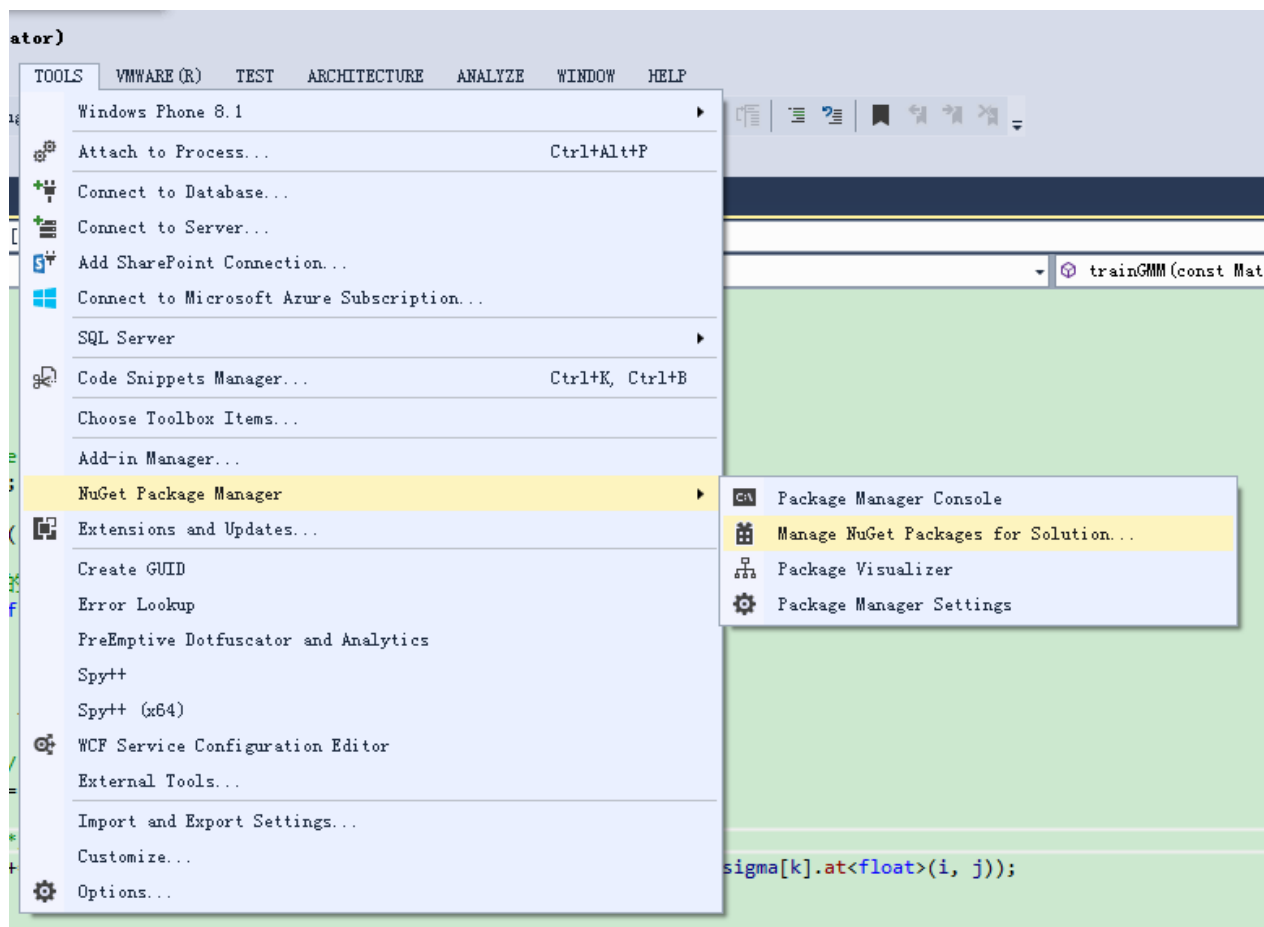 ator)
TOOLS VMWARE(R) TEST ARCHITECTURE ANALYZE WINDOW HELP
Windows Phone 8.1
Attach to Process... Ctrl+Alt+P
Connect to Database...
Connect to Server...
Add SharePoint Connection...
Connect to Microsoft Azure Subscription...
trainGMM(const Mat
SQL Server
Code Snippets Manager... Ctrl+K, Ctrl+B
Choose Toolbox Items...
Add-in Manager...
NuGet Package Manager
Extensions and Updates...
Create GUID
Error Lookup
PreEmptive Dotfuscator and Analytics
Spy++
Spy++ (x64)
WCF Service Configuration Editor
External Tools...
Import and Export Settings...
Customize...
Options...
Package Manager Console
Manage NuGet Packages for Solution...
Package Visualizer
Package Manager Settings
sigma[k].at<float>(i, j));